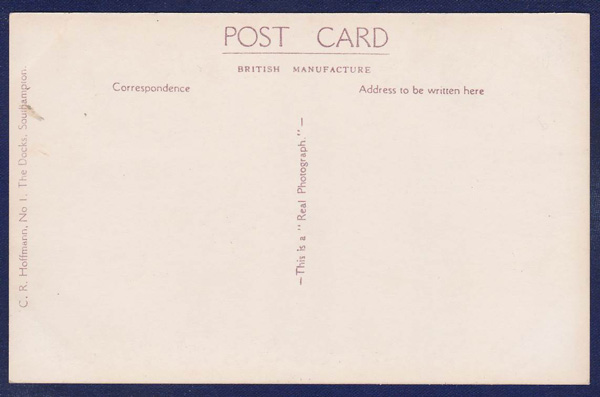 POST CARD
BRITISH MANUFACTURE
Correspondence
Address to be written here
—This is a "Real Photograph."—
C. R. Hoffmann, No 1. The Docks, Southampton.